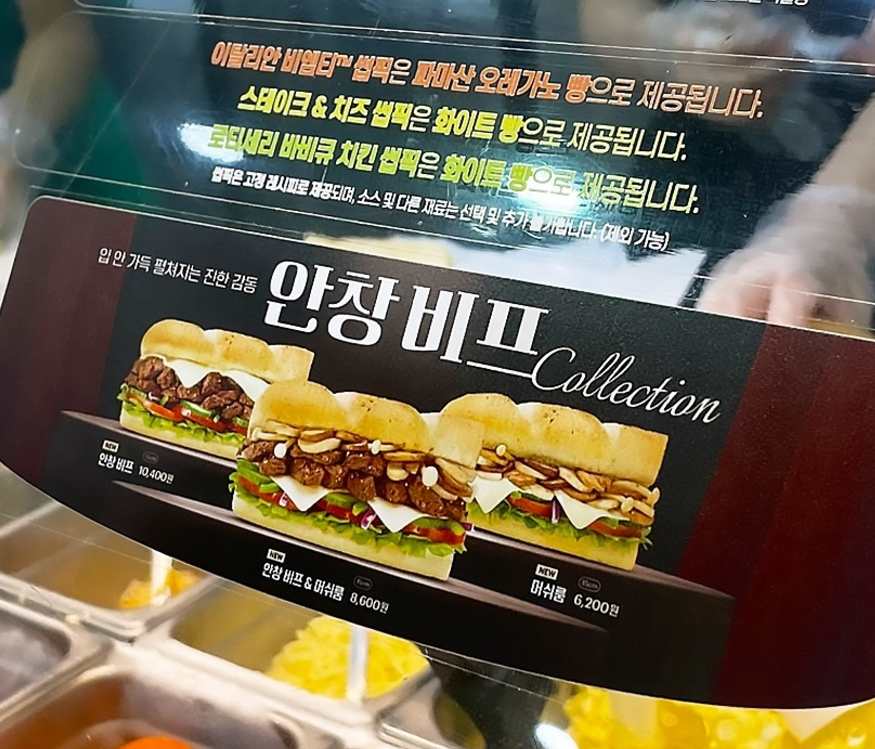 이탈리안 비엠티™ 썹픽은 파마산 오레가노 빵으로 제공됩니다.
스테이크 & 치즈 썹픽은 화이트 빵으로 제공됩니다.
로티세리 바비큐 치킨 썹픽은 화이트 빵으로 제공됩니다.
썹픽은 고정 레시피로 제공되며, 소스 및 다른 재료는 선택 및 추가 불가합니다. (제외 가능)
입 안 가득 펼쳐지는 진한 감동
안창 비프
Collection
NEW
안창 비프 10,400원
NEW
안창 비프 & 머쉬룸 15cm 8,600원
NEW
머쉬룸 15cm 6,200원